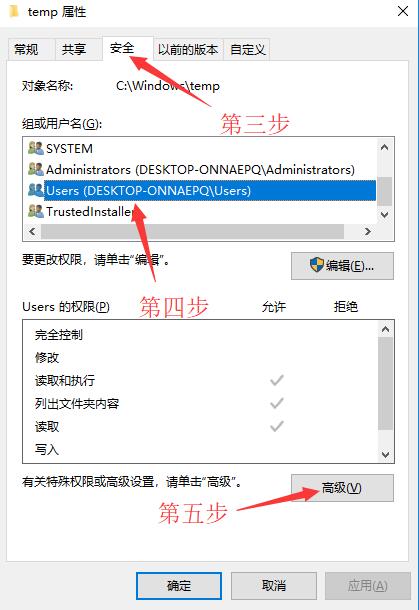 temp 属性
常规
共享
安全
以前的版本
自定义
对象名称:
C:\Windows\temp
第三步
组或用户名(G):
SYSTEM
Administrators (DESKTOP-ONNAEPQ\Administrators)
Users (DESKTOP-ONNAEPQ\Users)
TrustedInstaller
要更改权限，请单击"编辑"。
编辑(E)...
第四步
Users 的权限(P)
允许
拒绝
完全控制
修改
读取和执行
列出文件夹内容
读取
写入
有关特殊权限或高级设置，请单击"高级"。
高级(V)
第五步
确定
取消
应用(A)